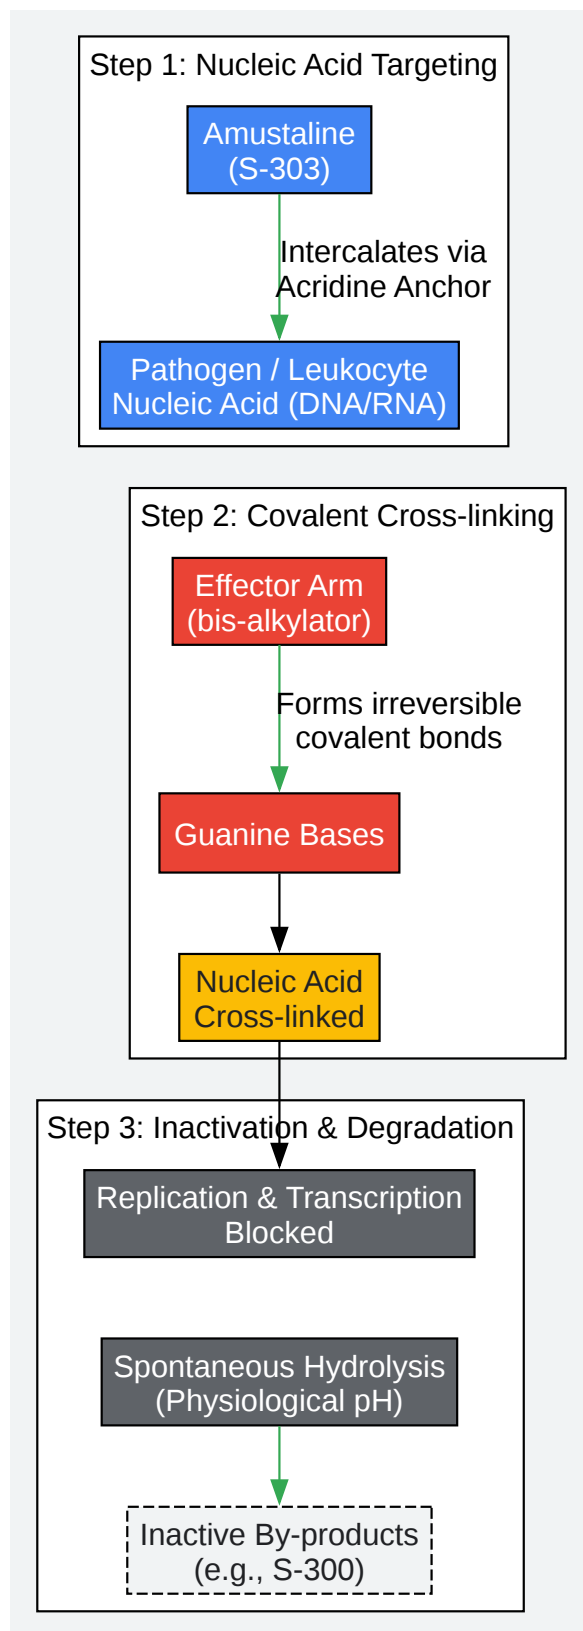 Step 1: Nucleic Acid Targeting
Amustaline
(S-303)
Intercalates via
Acridine Anchor
Pathogen / Leukocyte
Nucleic Acid (DNA/RNA)
Step 2: Covalent Cross-linking
Effector Arm
(bis-alkylator)
Forms irreversible
covalent bonds
Guanine Bases
Nucleic Acid
Cross-linked
Step 3: Inactivation & Degradation
Replication & Transcription
Blocked
Spontaneous Hydrolysis
(Physiological pH)
Inactive By-products
(e.g., S-300)